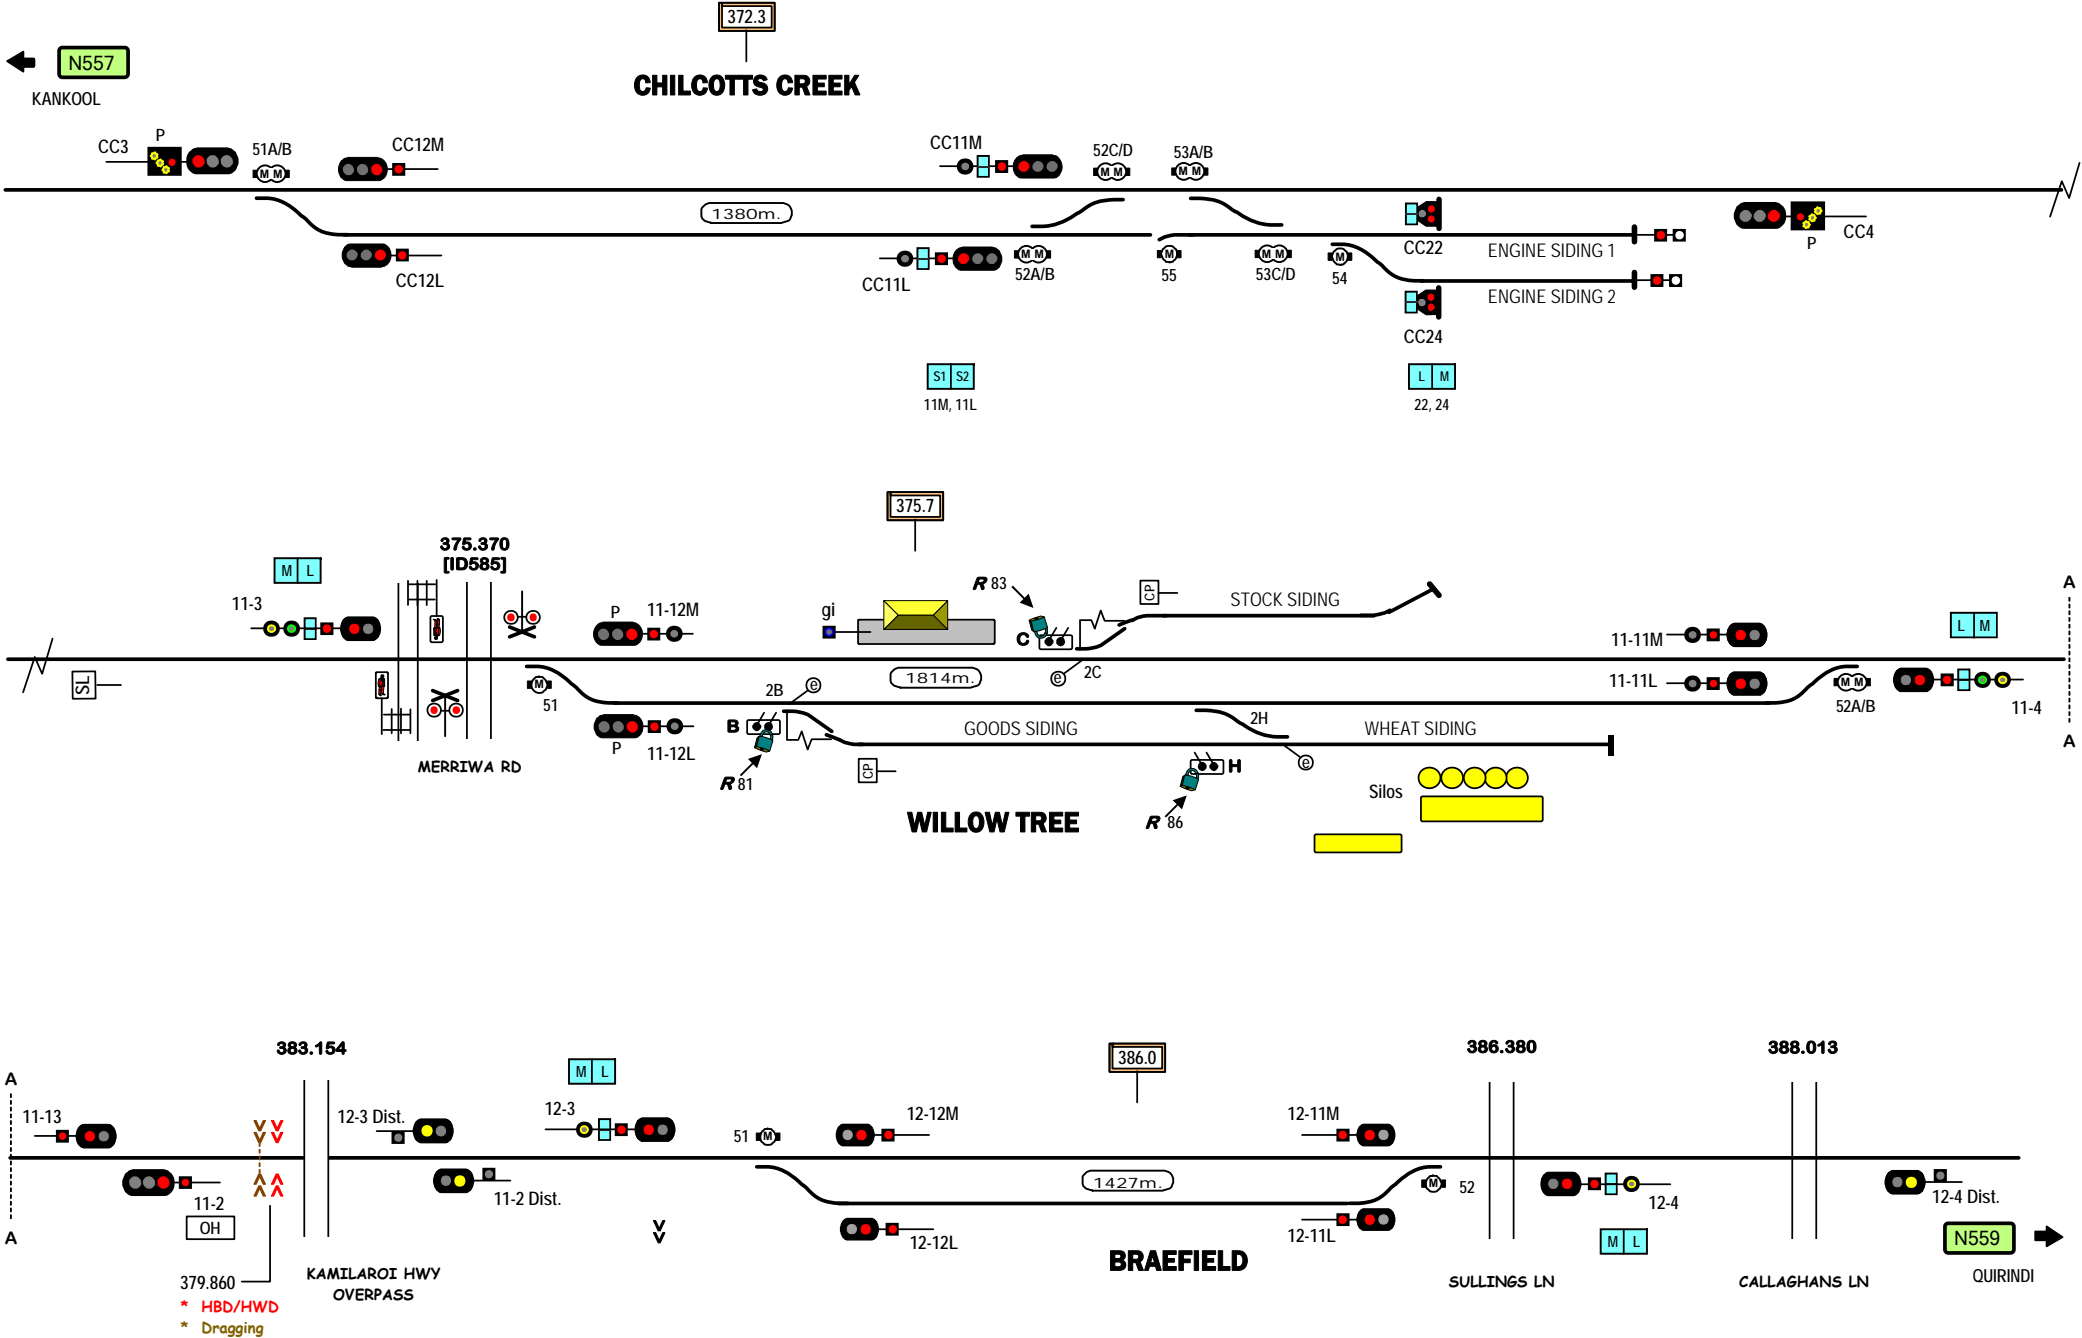 372.3
N557
KANKOOL
CHILCOTTS CREEK
CC3
P
51A/B
M M
CC12M
CC11M
52C/D
M M
53A/B
M M
1380m.
CC12L
CC11L
M M
52A/B
M
55
M M
53C/D
M
54
CC22
ENGINE SIDING 1
ENGINE SIDING 2
CC24
P
CC4
S1 S2
11M, 11L
L M
22, 24
375.7
375.370
[ID585]
M L
11-3
SL
MERRIWA RD
P
11-12M
gi
R 83
C
CP
STOCK SIDING
11-11M
L M
A
M
51
P
11-12L
1814m.
e
2C
2B
e
B
R 81
CP
GOODS SIDING
2H
WHEAT SIDING
e
H
R 86
Silos
11-11L
M M
52A/B
11-4
A
WILLOW TREE
383.154
386.0
386.380
388.013
A
11-13
12-3 Dist.
M L
12-3
51
M
12-12M
12-11M
11-2
OH
11-2 Dist.
1427m.
M
52
12-4
M L
12-4 Dist.
A
12-12L
12-11L
BRAEFIELD
N559
QUIRINDI
379.860
* HBD/HWD
* Dragging
KAMILAROI HWY
OVERPASS
SULLINGS LN
CALLAGHANS LN